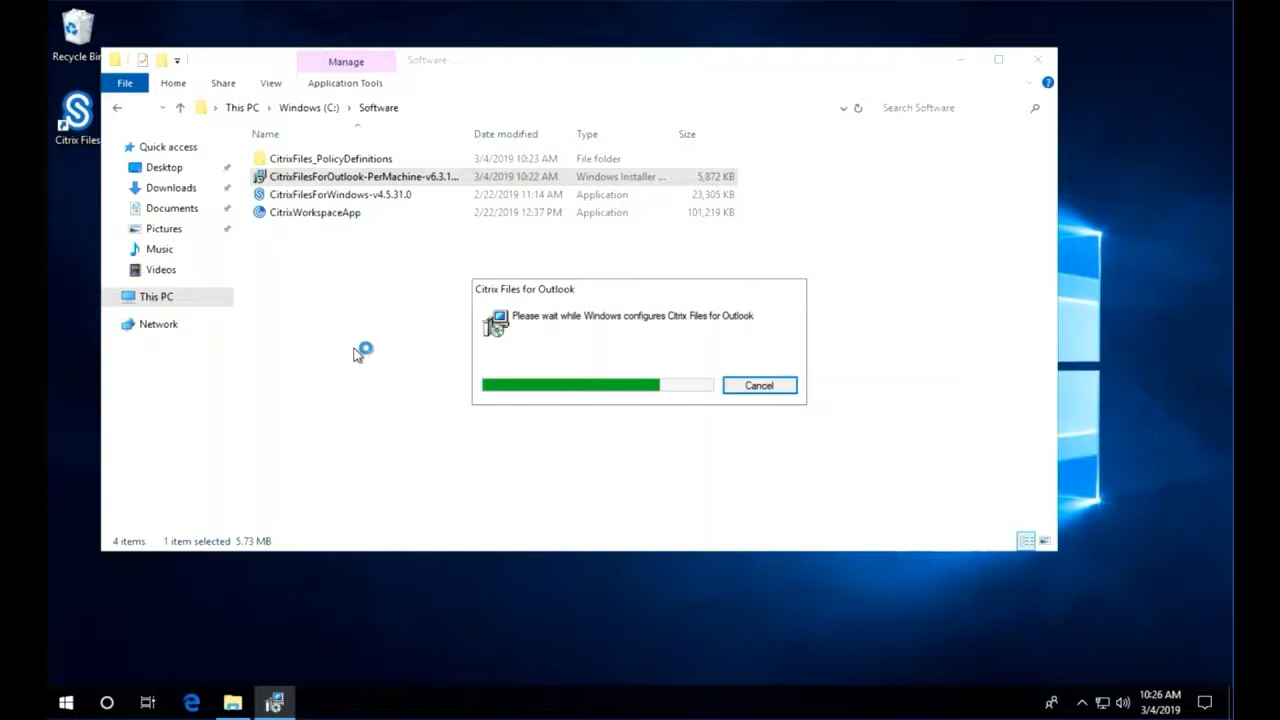 Recycle Bin
Manage
Software
File
Home
Share
View
Application Tools
This PC > Windows (C:) > Software
Search Software
Name
Date modified
Type
Size
Quick access
Desktop
Downloads
Documents
Pictures
Music
Videos
This PC
Network
CitrixFiles_PolicyDefinitions 3/4/2019 10:23 AM File folder
CitrixFilesForOutlook-PerMachine-v6.3.1... 3/4/2019 10:22 AM Windows Installer ... 5,872 KB
CitrixFilesForWindows-v4.5.31.0 2/22/2019 11:14 AM Application 23,305 KB
CitrixWorkspaceApp 2/22/2019 12:37 PM Application 101,219 KB
Citrix Files
Citrix Files for Outlook
Please wait while Windows configures Citrix Files for Outlook
Cancel
4 items 1 item selected 5.73 MB
10:26 AM
3/4/2019